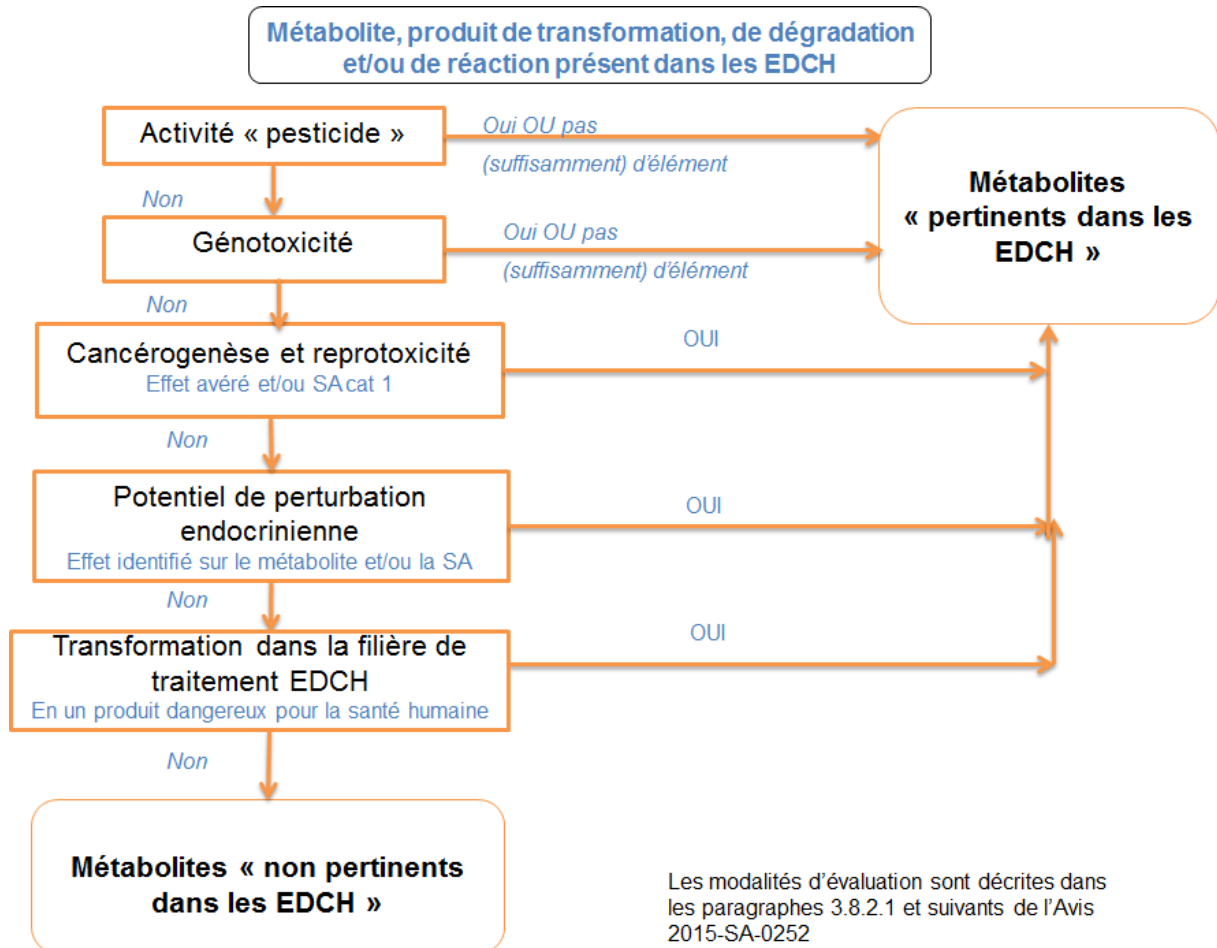 Métabolite, produit de transformation, de dégradation
et/ou de réaction présent dans les EDCH
Activité « pesticide »
Oui OU pas
(suffisamment) d'élément
Métabolites
« pertinents dans les
EDCH »
Non
Génotoxicité
Oui OU pas
(suffisamment) d'élément
Non
Cancérogenèse et reprotoxicité
Effet avéré et/ou SA cat 1
OUI
Non
Potentiel de perturbation
endocrinienne
Effet identifié sur le métabolite et/ou la SA
OUI
Non
Transformation dans la filière de
traitement EDCH
En un produit dangereux pour la santé humaine
OUI
Non
Métabolites « non pertinents
dans les EDCH »
Les modalités d'évaluation sont décrites dans
les paragraphes 3.8.2.1 et suivants de l'Avis
2015-SA-0252